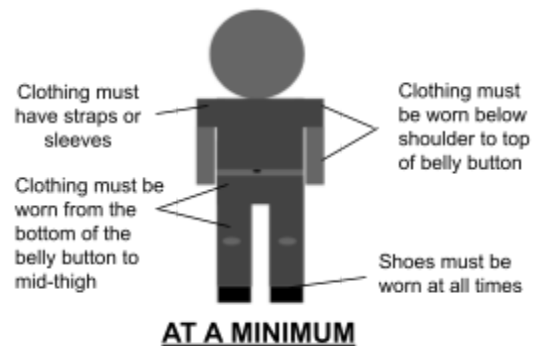 Clothing must
have straps or
sleeves
Clothing must
be worn below
shoulder to top
of belly button
Clothing must be
worn from the
bottom of the
belly button to
mid-thigh
Shoes must be
worn at all times
AT A MINIMUM